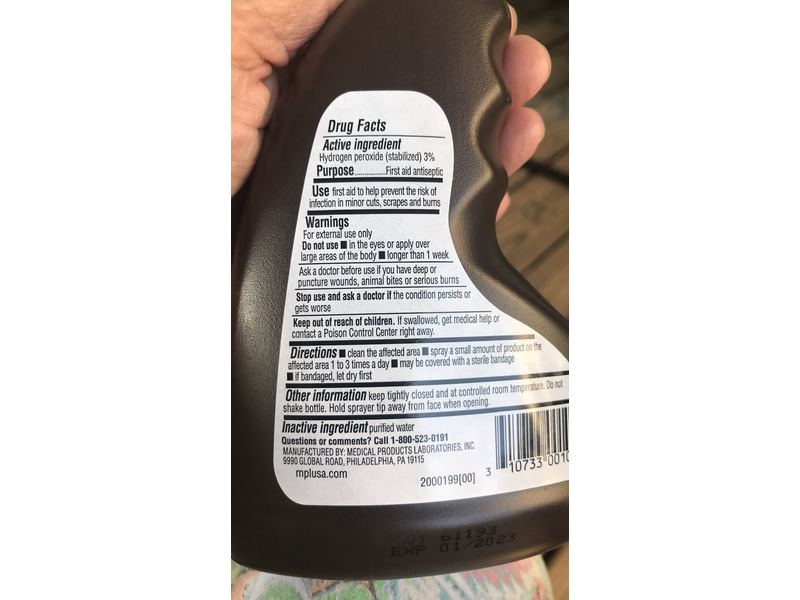 Drug Facts
Active ingredient
Hydrogen peroxide (stabilized) 3%
Purpose...............First aid antiseptic
Use first aid to help prevent the risk of
infection in minor cuts, scrapes and burns
Warnings
For external use only
Do not use ■ in the eyes or apply over
large areas of the body ■ longer than 1 week
Ask a doctor before use if you have deep or
puncture wounds, animal bites or serious burns
Stop use and ask a doctor if the condition persists or
gets worse
Keep out of reach of children. If swallowed, get medical help or
contact a Poison Control Center right away.
Directions ■ clean the affected area ■ spray a small amount of product on the
affected area 1 to 3 times a day ■ may be covered with a sterile bandage
■ if bandaged, let dry first
Other information keep tightly closed and at controlled room temperature. Do not
shake bottle. Hold sprayer tip away from face when opening.
Inactive ingredient purified water
Questions or comments? Call 1-800-523-0191
MANUFACTURED BY: MEDICAL PRODUCTS LABORATORIES, INC.
9990 GLOBAL ROAD, PHILADELPHIA, PA 19115
mplusa.com
2000199[00]
3 10733 0010
61193
EXP 01/2023